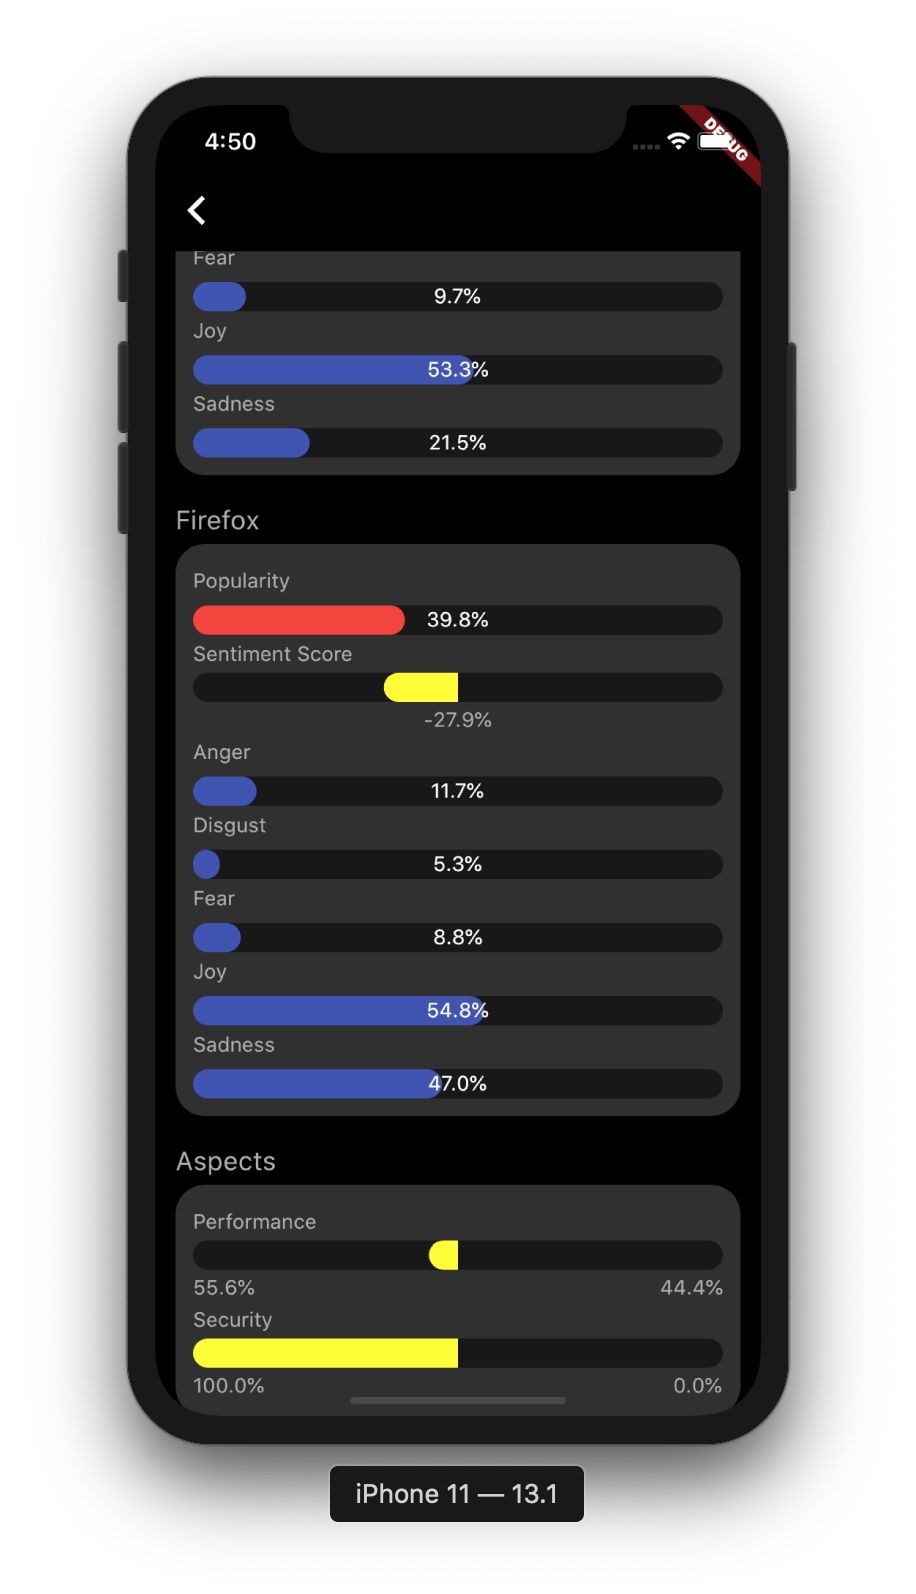 4:50
DEBUG
Fear
9.7%
Joy
53.3%
Sadness
21.5%
Firefox
Popularity
39.8%
Sentiment Score
-27.9%
Anger
11.7%
Disgust
5.3%
Fear
8.8%
Joy
54.8%
Sadness
47.0%
Aspects
Performance
55.6% 44.4%
Security
100.0% 0.0%
iPhone 11 — 13.1